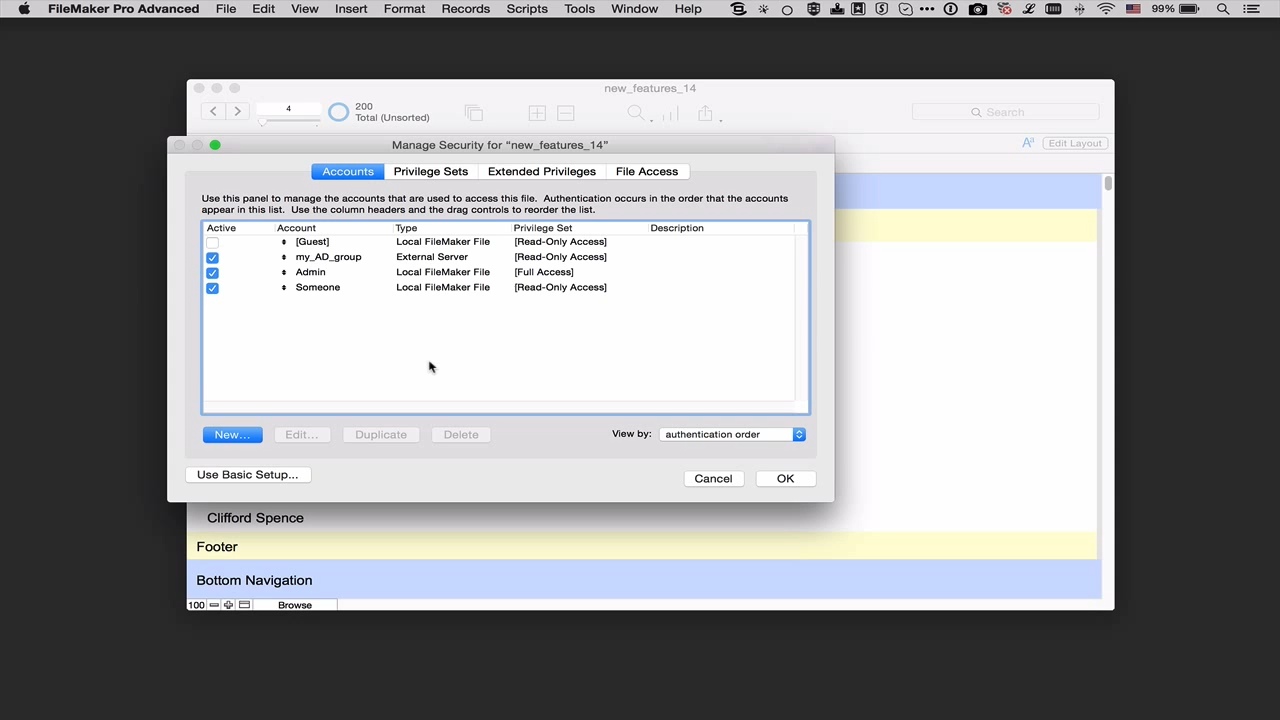 FileMaker Pro Advanced File Edit View Insert Format Records Scripts Tools Window Help 99%
new_features_14
4
200
Total (Unsorted)
Search
Edit Layout
Manage Security for “new_features_14”
Accounts Privilege Sets Extended Privileges File Access
Use this panel to manage the accounts that are used to access this file. Authentication occurs in the order that the accounts
appear in this list. Use the column headers and the drag controls to reorder the list.
Active Account Type Privilege Set Description
[Guest] Local FileMaker File [Read-Only Access]
my_AD_group External Server [Read-Only Access]
Admin Local FileMaker File [Full Access]
Someone Local FileMaker File [Read-Only Access]
New... Edit... Duplicate Delete View by: authentication order
Use Basic Setup... Cancel OK
Clifford Spence
Footer
Bottom Navigation
100 Browse